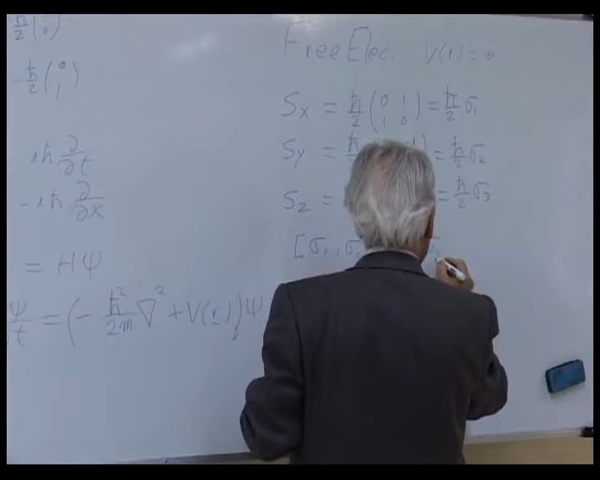 ħ/2 ( 0)
-ħ/2 (0 1)
iħ ∂/∂t
-iħ ∂/∂x
= Hψ
ψ/t = (-ħ²/2m ∇² + V(r))ψ
Free Elec. V(r) = 0
Sx = ħ/2 (0 1 1 0) = ħ/2 σ1
Sy = ħ = ħ/2 σ2
Sz = = ħ/2 σ3
[σ1, σ